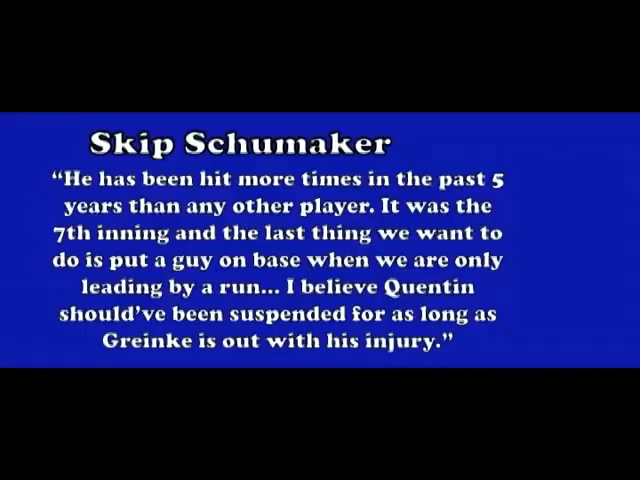 Skip Schumaker
“He has been hit more times in the past 5
years than any other player. It was the
7th inning and the last thing we want to
do is put a guy on base when we are only
leading by a run... I believe Quentin
should’ve been suspended for as long as
Greinke is out with his injury.”